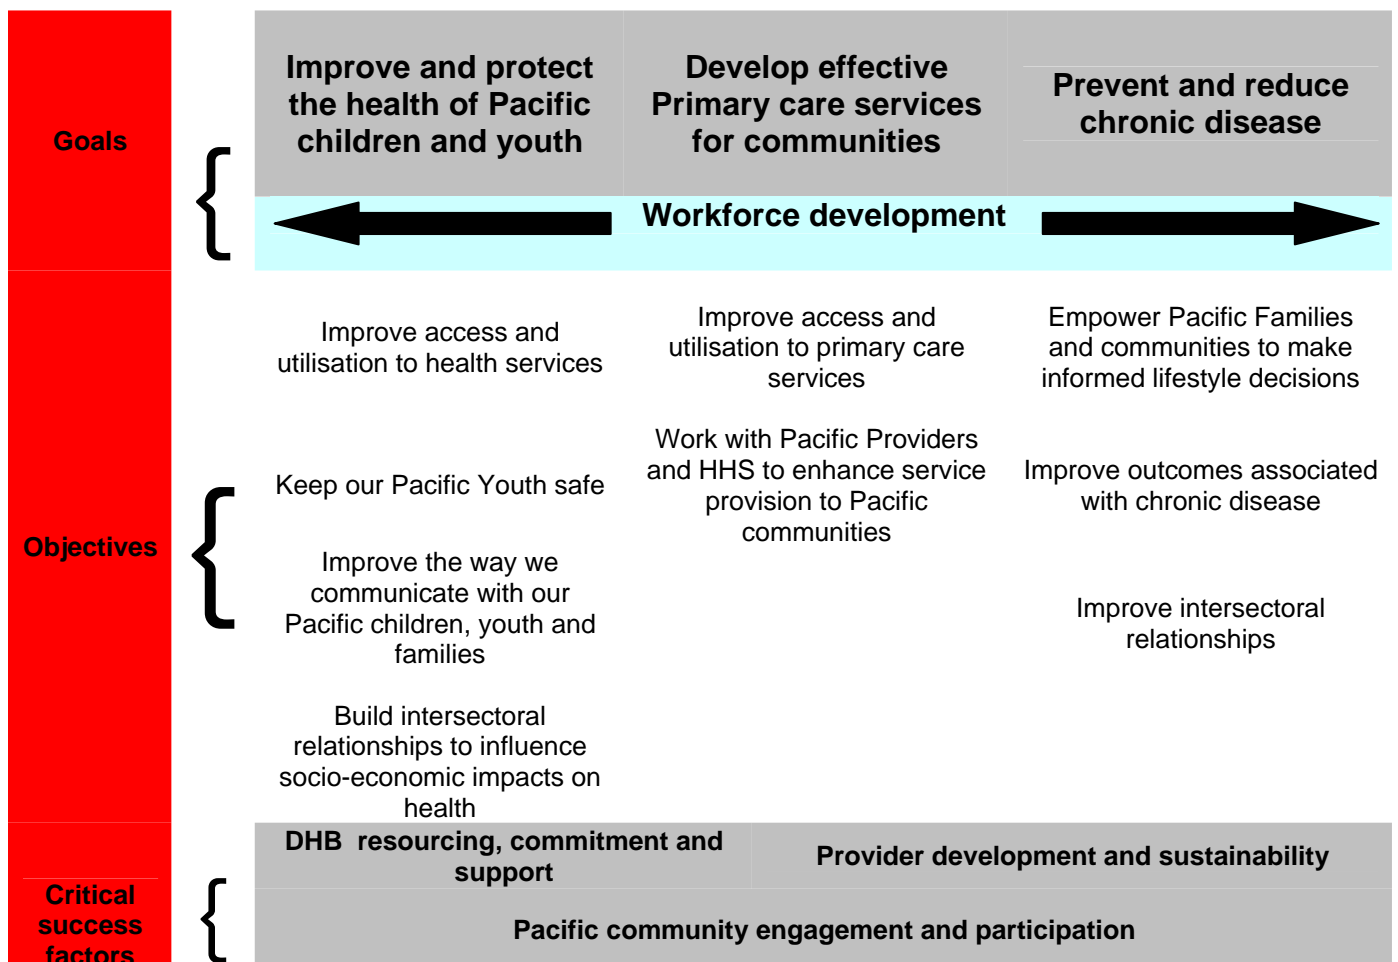 Goals
Improve and protect
the health of Pacific
children and youth
Develop effective
Primary care services
for communities
Prevent and reduce
chronic disease
Workforce development
Objectives
Improve access and
utilisation to health services
Keep our Pacific Youth safe
Improve the way we
communicate with our
Pacific children, youth and
families
Build intersectoral
relationships to influence
socio-economic impacts on
health
Improve access and
utilisation to primary care
services
Work with Pacific Providers
and HHS to enhance service
provision to Pacific
communities
Empower Pacific Families
and communities to make
informed lifestyle decisions
Improve outcomes associated
with chronic disease
Improve intersectoral
relationships
Critical
success
factors
DHB resourcing, commitment and
support
Provider development and sustainability
Pacific community engagement and participation